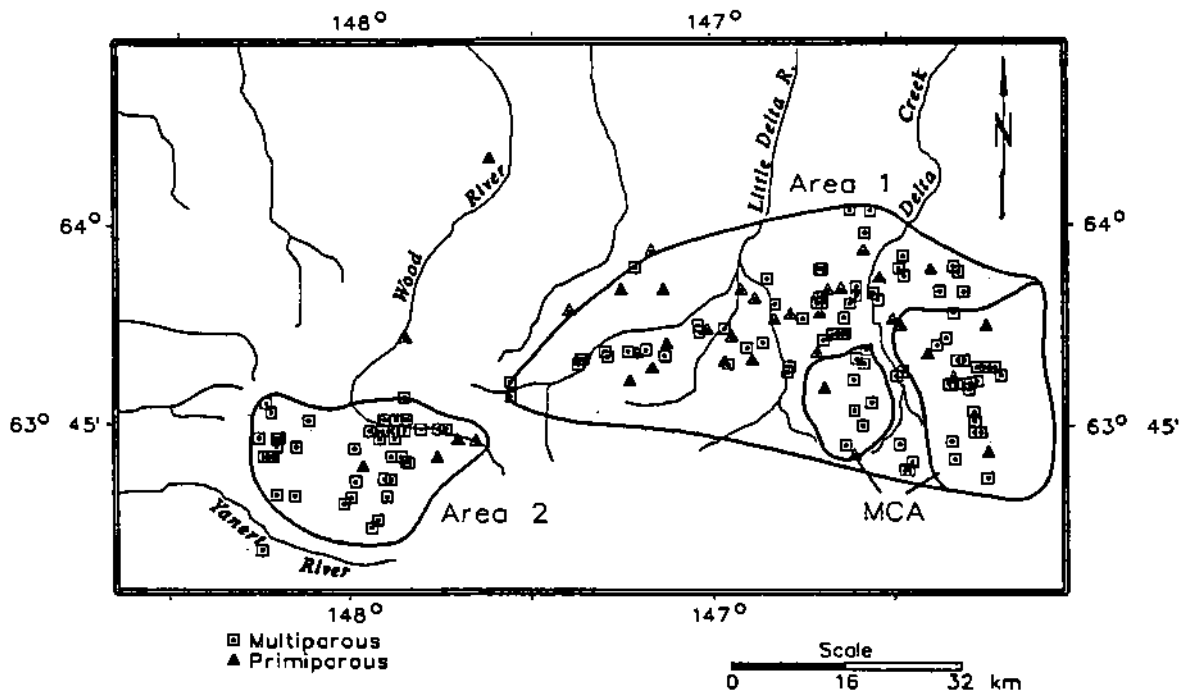 148° 147°
N
Little Delta R.
Creek
Delta
Area 1
Wood River
64° 64°
63° 45' 63° 45'
Area 2
MCA
Yanert River
148° 147°
Multiparous
Primiparous
Scale
0 16 32 km